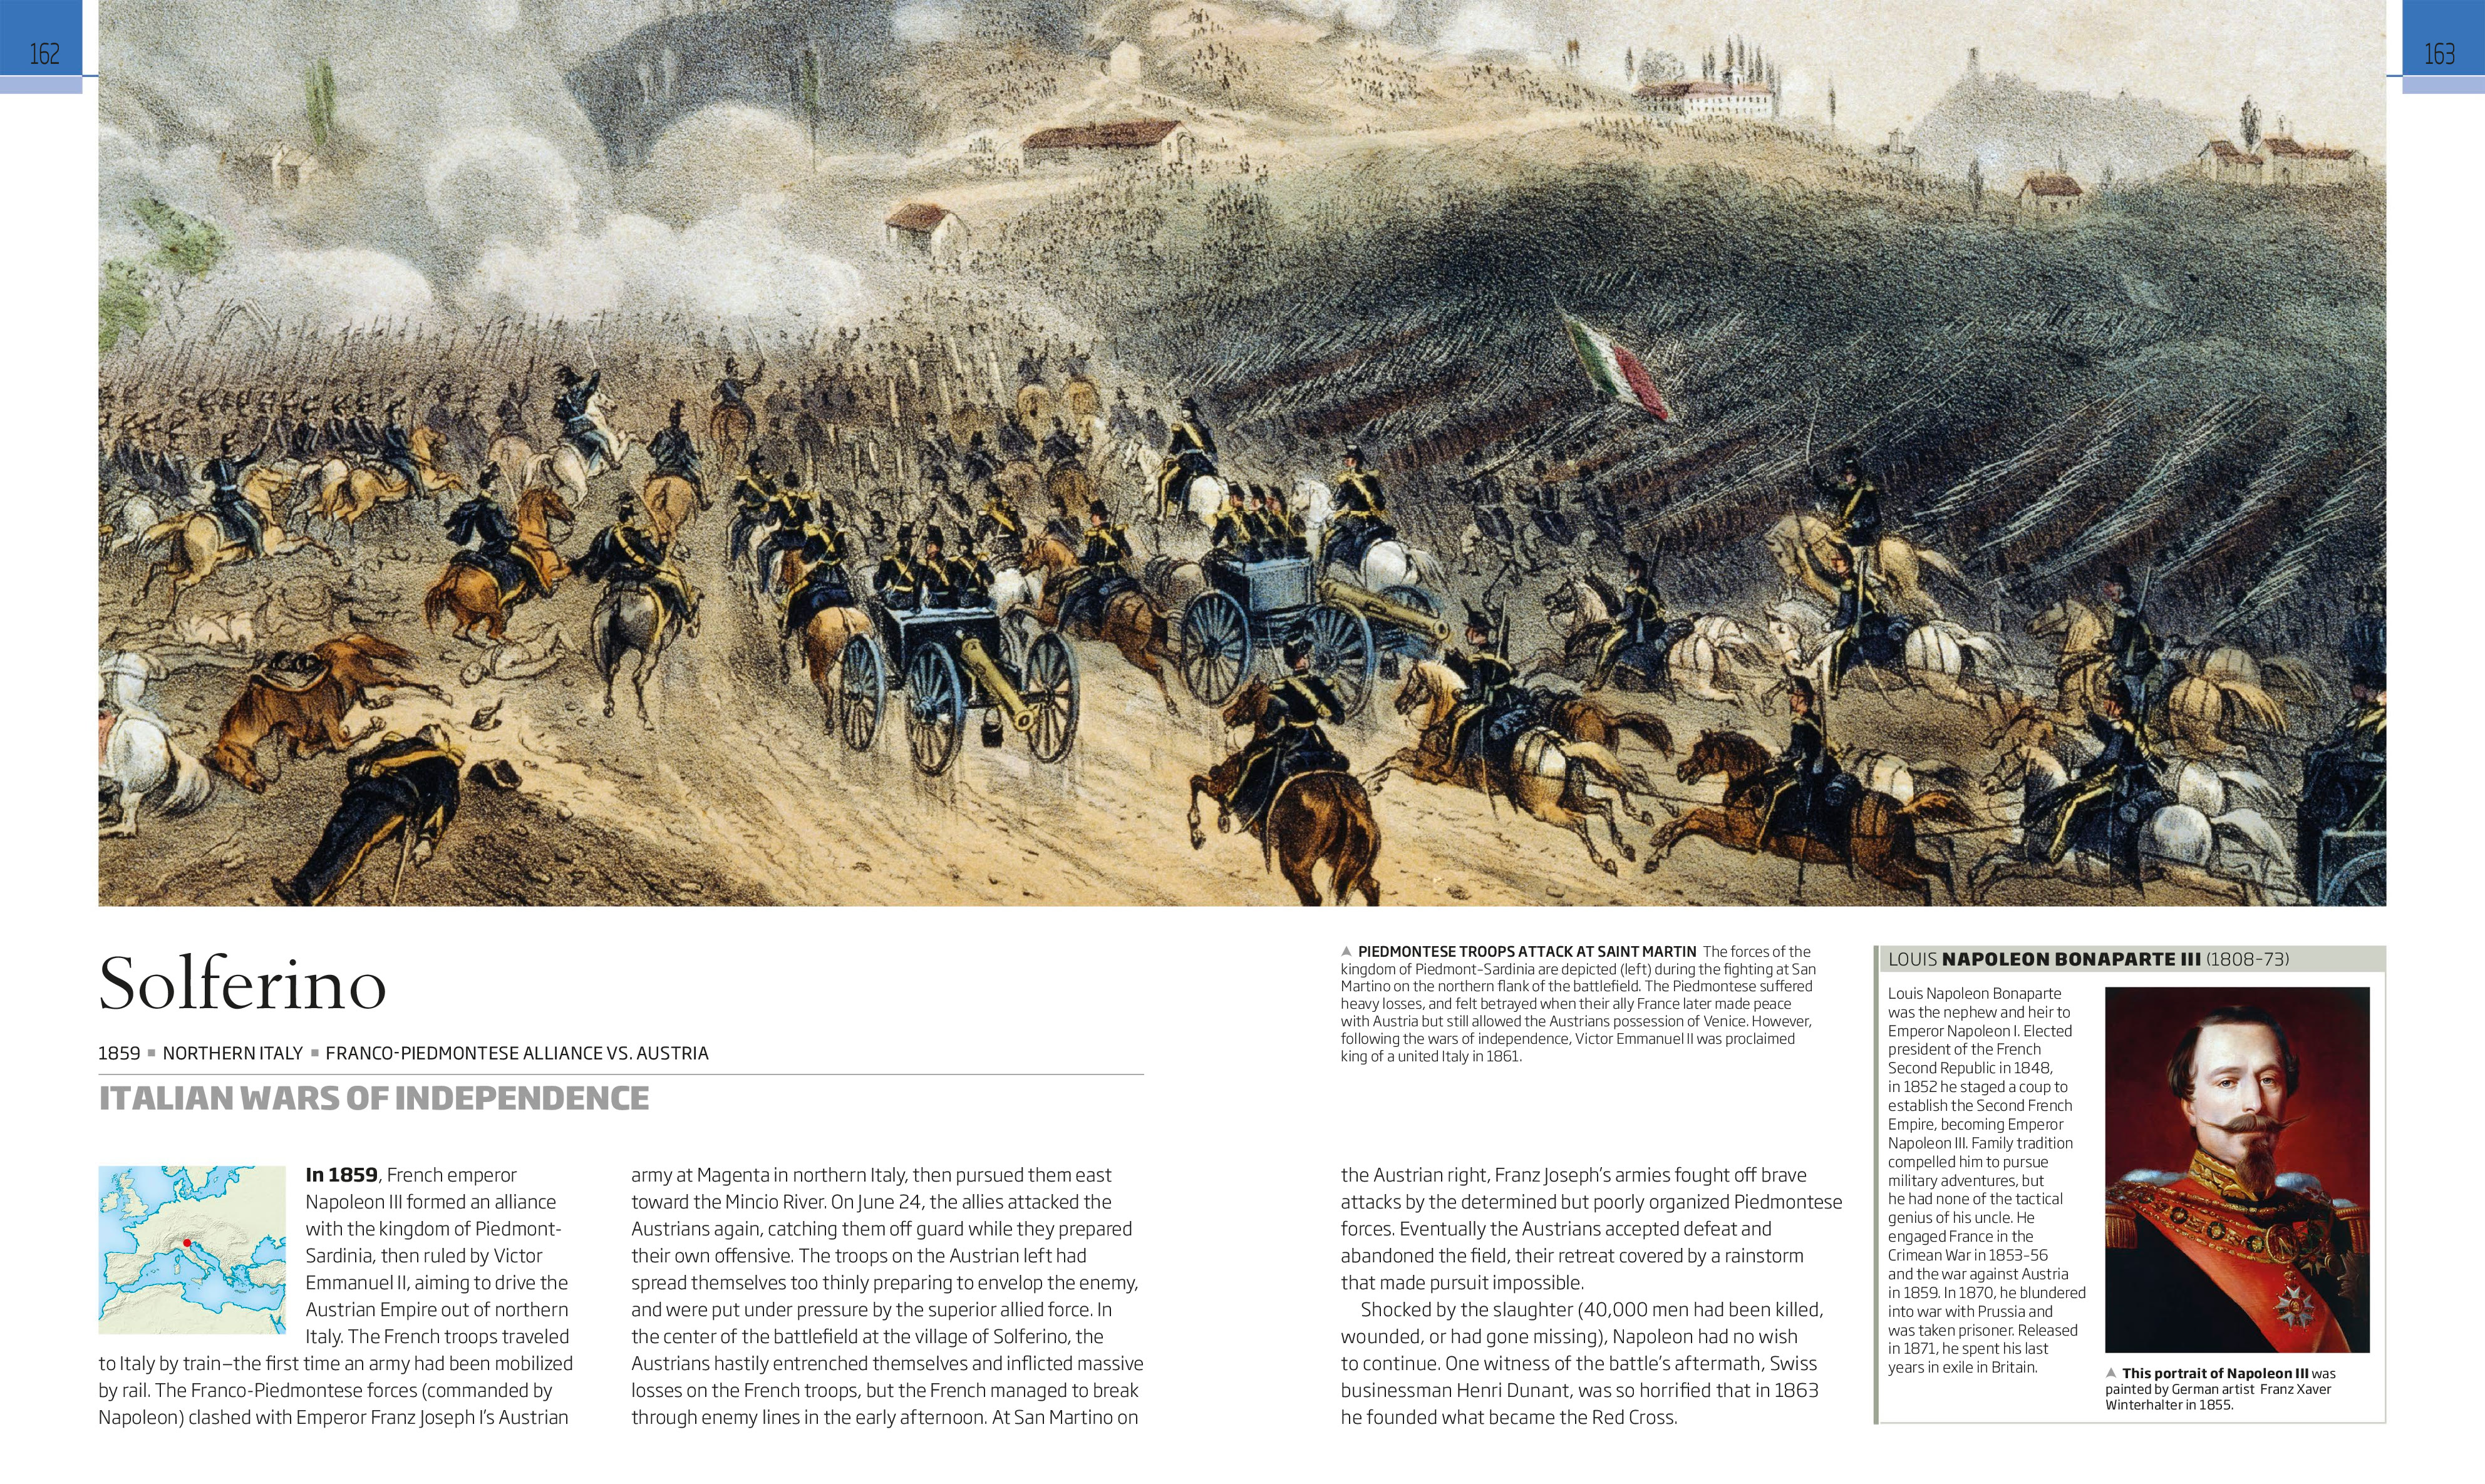 162
163
Solferino
1859 ▪ NORTHERN ITALY ▪ FRANCO-PIEDMONTESE ALLIANCE VS. AUSTRIA
ITALIAN WARS OF INDEPENDENCE
In 1859, French emperor
Napoleon III formed an alliance
with the kingdom of Piedmont-
Sardinia, then ruled by Victor
Emmanuel II, aiming to drive the
Austrian Empire out of northern
Italy. The French troops traveled
to Italy by train—the first time an army had been mobilized
by rail. The Franco-Piedmontese forces (commanded by
Napoleon) clashed with Emperor Franz Joseph I's Austrian
army at Magenta in northern Italy, then pursued them east
toward the Mincio River. On June 24, the allies attacked the
Austrians again, catching them off guard while they prepared
their own offensive. The troops on the Austrian left had
spread themselves too thinly preparing to envelop the enemy,
and were put under pressure by the superior allied force. In
the center of the battlefield at the village of Solferino, the
Austrians hastily entrenched themselves and inflicted massive
losses on the French troops, but the French managed to break
through enemy lines in the early afternoon. At San Martino on
the Austrian right, Franz Joseph's armies fought off brave
attacks by the determined but poorly organized Piedmontese
forces. Eventually the Austrians accepted defeat and
abandoned the field, their retreat covered by a rainstorm
that made pursuit impossible.
Shocked by the slaughter (40,000 men had been killed,
wounded, or had gone missing), Napoleon had no wish
to continue. One witness of the battle's aftermath, Swiss
businessman Henri Dunant, was so horrified that in 1863
he founded what became the Red Cross.
PIEDMONTESE TROOPS ATTACK AT SAINT MARTIN The forces of the
kingdom of Piedmont–Sardinia are depicted (left) during the fighting at San
Martino on the northern flank of the battlefield. The Piedmontese suffered
heavy losses, and felt betrayed when their ally France later made peace
with Austria but still allowed the Austrians possession of Venice. However,
following the wars of independence, Victor Emmanuel II was proclaimed
king of a united Italy in 1861.
LOUIS NAPOLEON BONAPARTE III (1808–73)
Louis Napoleon Bonaparte
was the nephew and heir to
Emperor Napoleon I. Elected
president of the French
Second Republic in 1848,
in 1852 he staged a coup to
establish the Second French
Empire, becoming Emperor
Napoleon III. Family tradition
compelled him to pursue
military adventures, but
he had none of the tactical
genius of his uncle. He
engaged France in the
Crimean War in 1853–56
and the war against Austria
in 1859. In 1870, he blundered
into war with Prussia and
was taken prisoner. Released
in 1871, he spent his last
years in exile in Britain.
This portrait of Napoleon III was
painted by German artist Franz Xaver
Winterhalter in 1855.